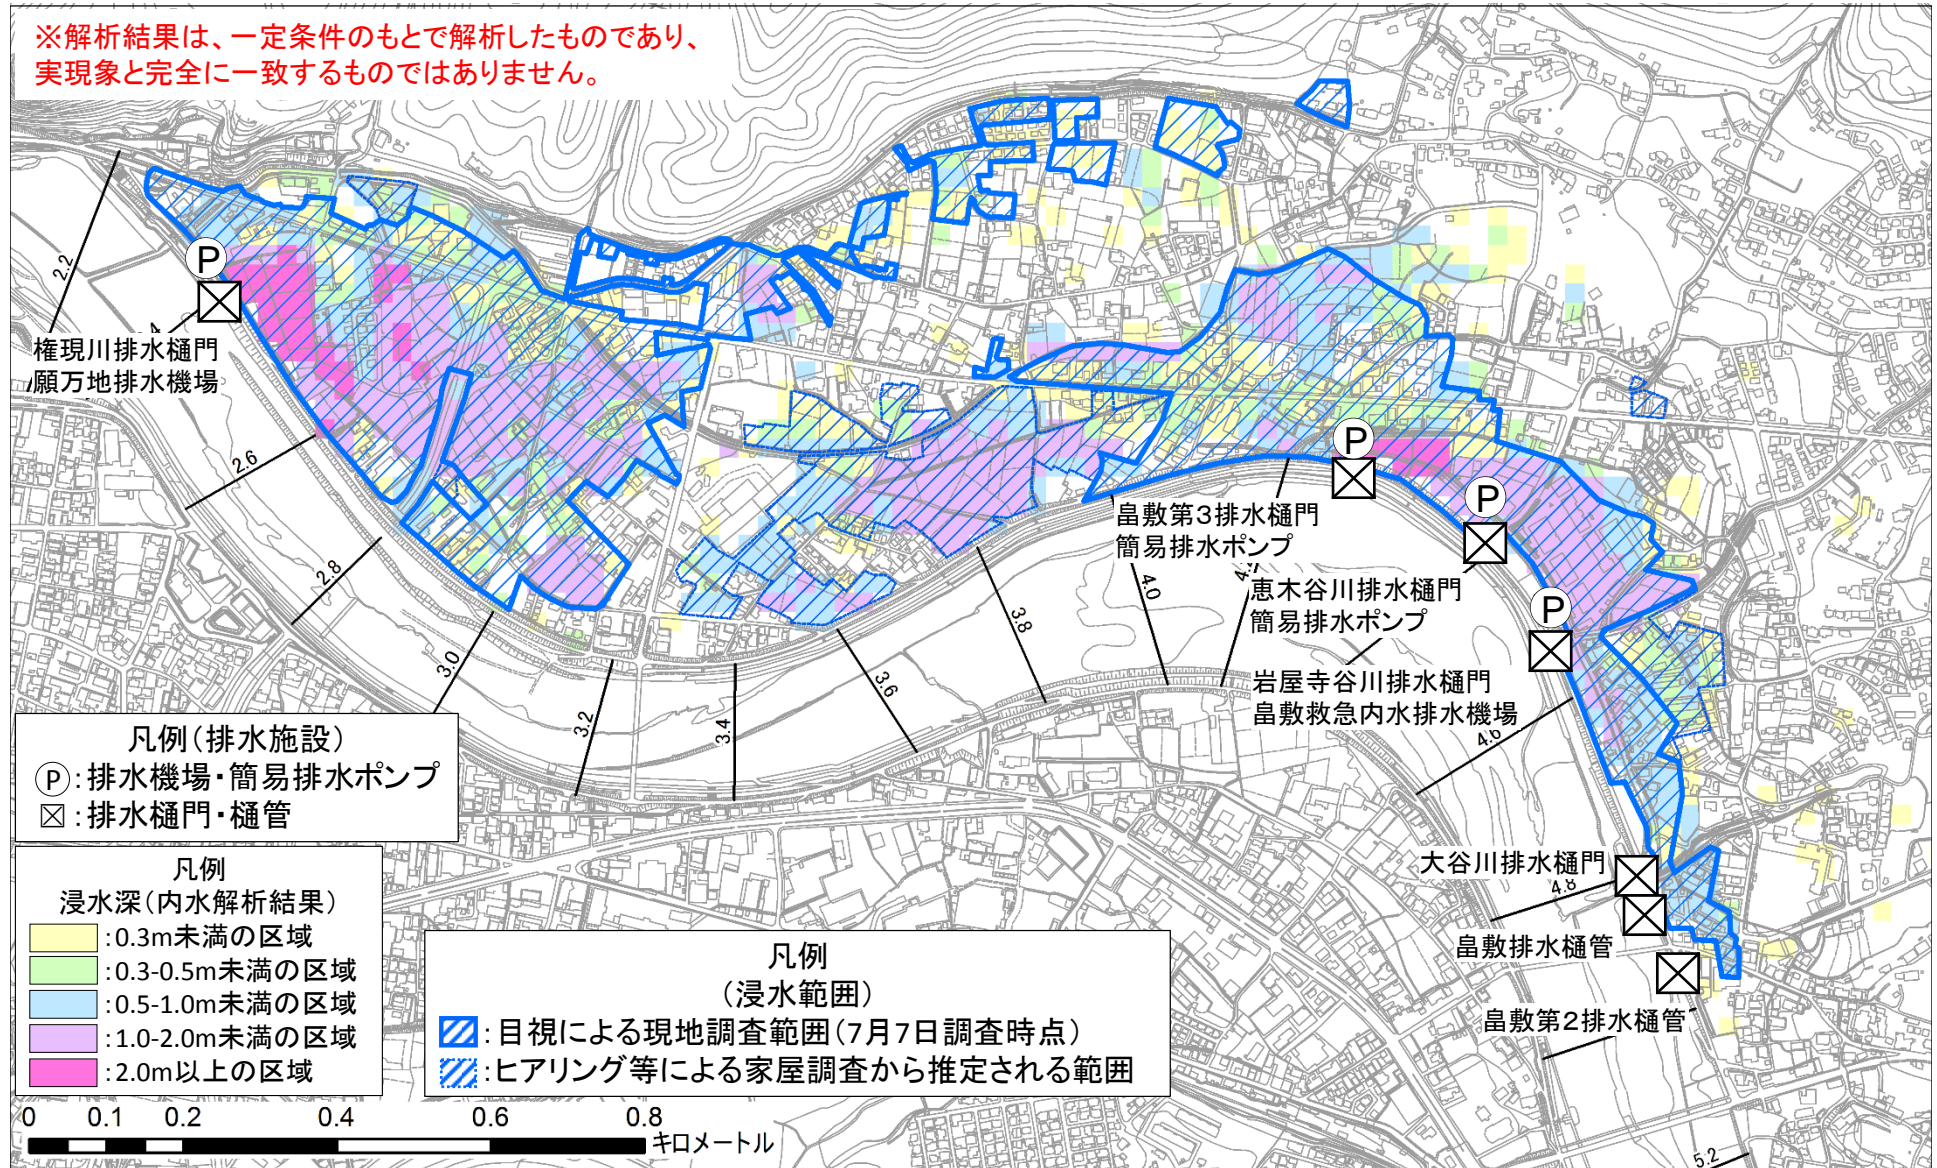 ※解析結果は、一定条件のもとで解析したものであり、
実現象と完全に一致するものではありません。
2.2
P
権現川排水樋門
願万地排水機場
2.6
2.8
3.0
3.2
3.4
3.6
3.8
4.0
P
畠敷第3排水樋門
簡易排水ポンプ
P
恵木谷川排水樋門
簡易排水ポンプ
P
岩屋寺谷川排水樋門
畠敷救急内水排水機場
4.6
大谷川排水樋門
4.8
畠敷排水樋管
畠敷第2排水樋管
5.2
凡例(排水施設)
P:排水機場・簡易排水ポンプ
:排水樋門・樋管
凡例
浸水深(内水解析結果)
:0.3m未満の区域
:0.3-0.5m未満の区域
:0.5-1.0m未満の区域
:1.0-2.0m未満の区域
:2.0m以上の区域
凡例
(浸水範囲)
:目視による現地調査範囲(7月7日調査時点)
:ヒアリング等による家屋調査から推定される範囲
0 0.1 0.2 0.4 0.6 0.8
キロメートル